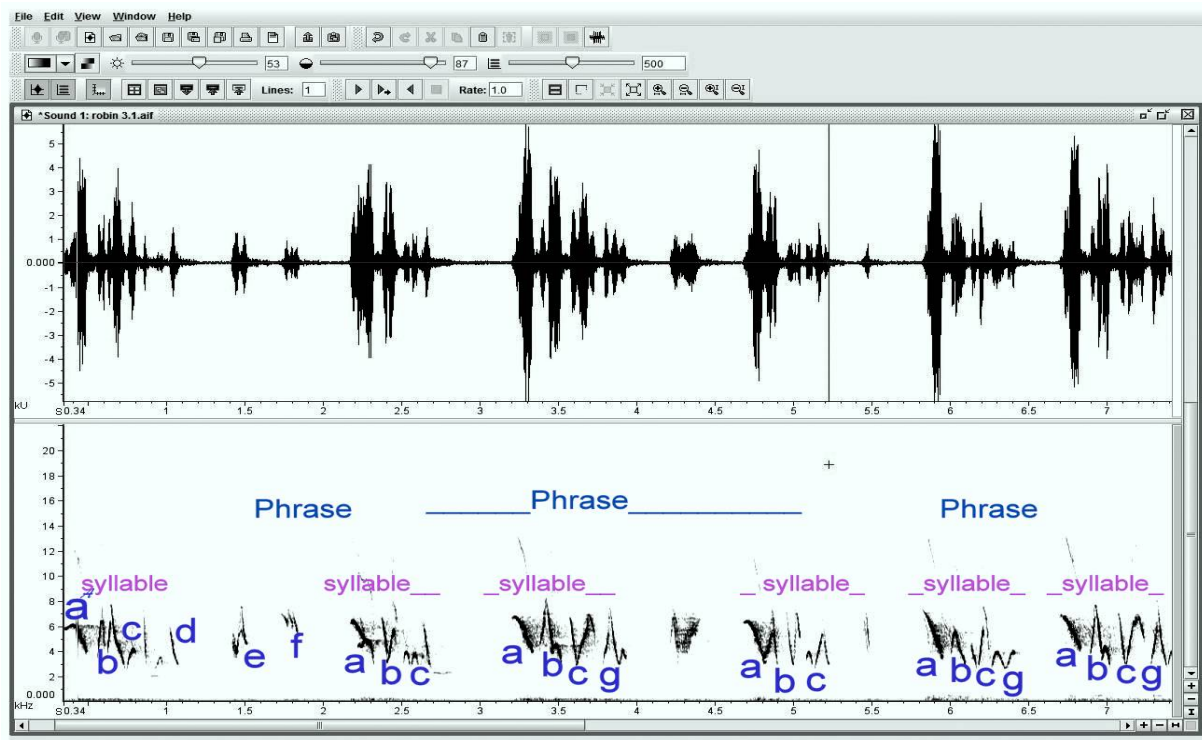 File Edit View Window Help
53 87 500
Lines: 1 Rate: 1.0
*Sound 1: robin 3.1.aif
5
4
3
2
1
0.000
-1
-2
-3
-4
-5
kU
S0.34 1 1.5 2 2.5 3 3.5 4 4.5 5 5.5 6 6.5 7
20
18
16
14
12
10
8
6
4
2
0.000
kHz
Phrase ______Phrase___________ Phrase
syllable syllable__ _syllable__ _ syllable_ _syllable_ _syllable_
a b c d e f a b c a b c g a b c a b c g a b c g
S0.34 1 1.5 2 2.5 3 3.5 4 4.5 5 5.5 6 6.5 7